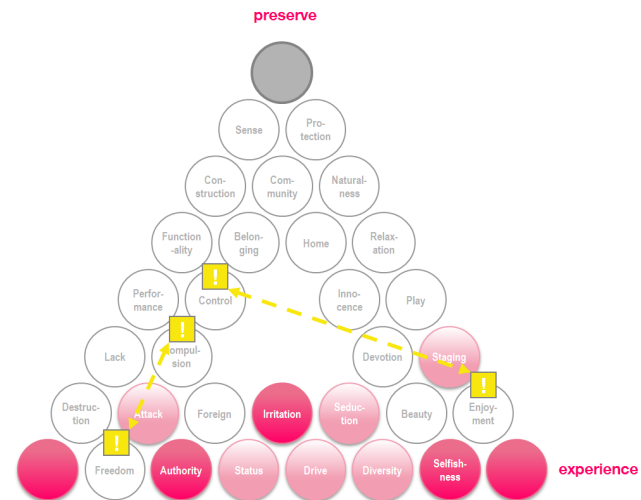 preserve
Sense
Pro-
tection
Con-
struction
Com-
munity
Natural-
ness
Function
-ality
Belon-
ging
Home
Relax-
ation
!
Perfor-
mance
Control
Inno-
cence
Play
!
Lack
Compul-
sion
Devotion
Staging
!
Destruc-
tion
Attack
Foreign
Irritation
Seduc-
tion
Beauty
Enjoy-
ment
!
Freedom
Authority
Status
Drive
Diversity
Selfish-
ness
experience